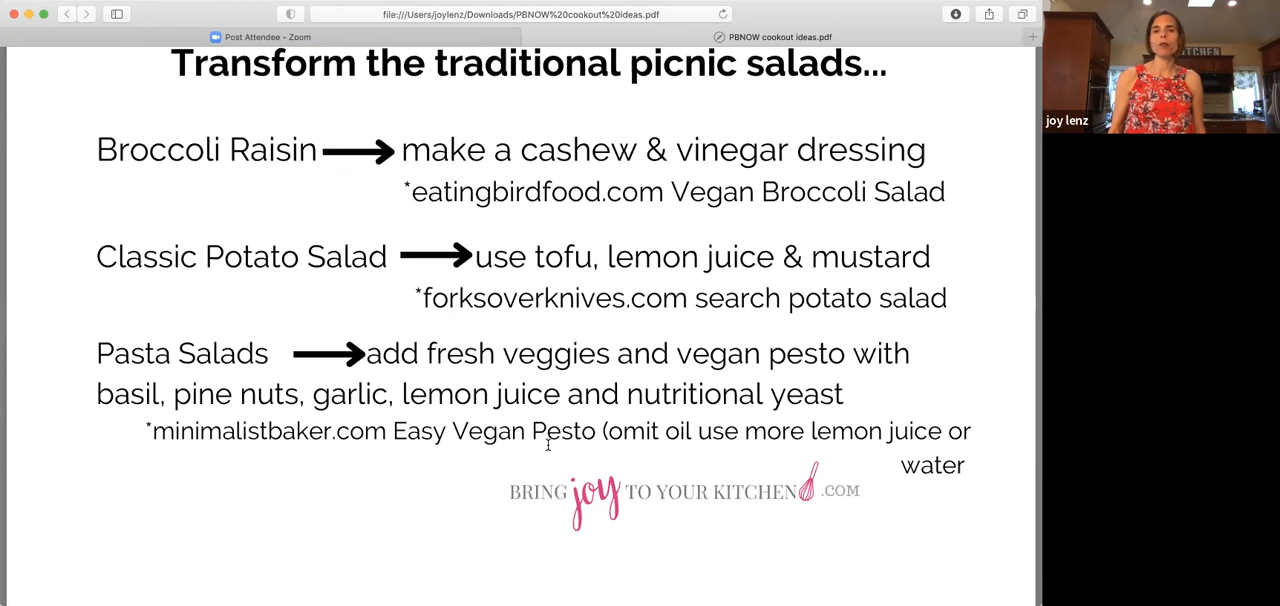 file:///Users/joylenz/Downloads/PBNOW%20cookout%20ideas.pdf
Post Attendee - Zoom
PBNOW cookout ideas.pdf
Transform the traditional picnic salads...
Broccoli Raisin make a cashew & vinegar dressing
*eatingbirdfood.com Vegan Broccoli Salad
Classic Potato Salad use tofu, lemon juice & mustard
*forksoverknives.com search potato salad
Pasta Salads add fresh veggies and vegan pesto with
basil, pine nuts, garlic, lemon juice and nutritional yeast
*minimalistbaker.com Easy Vegan Pesto (omit oil use more lemon juice or
water
BRING joy TO YOUR KITCHEN .COM
KITCHEN
joy lenz